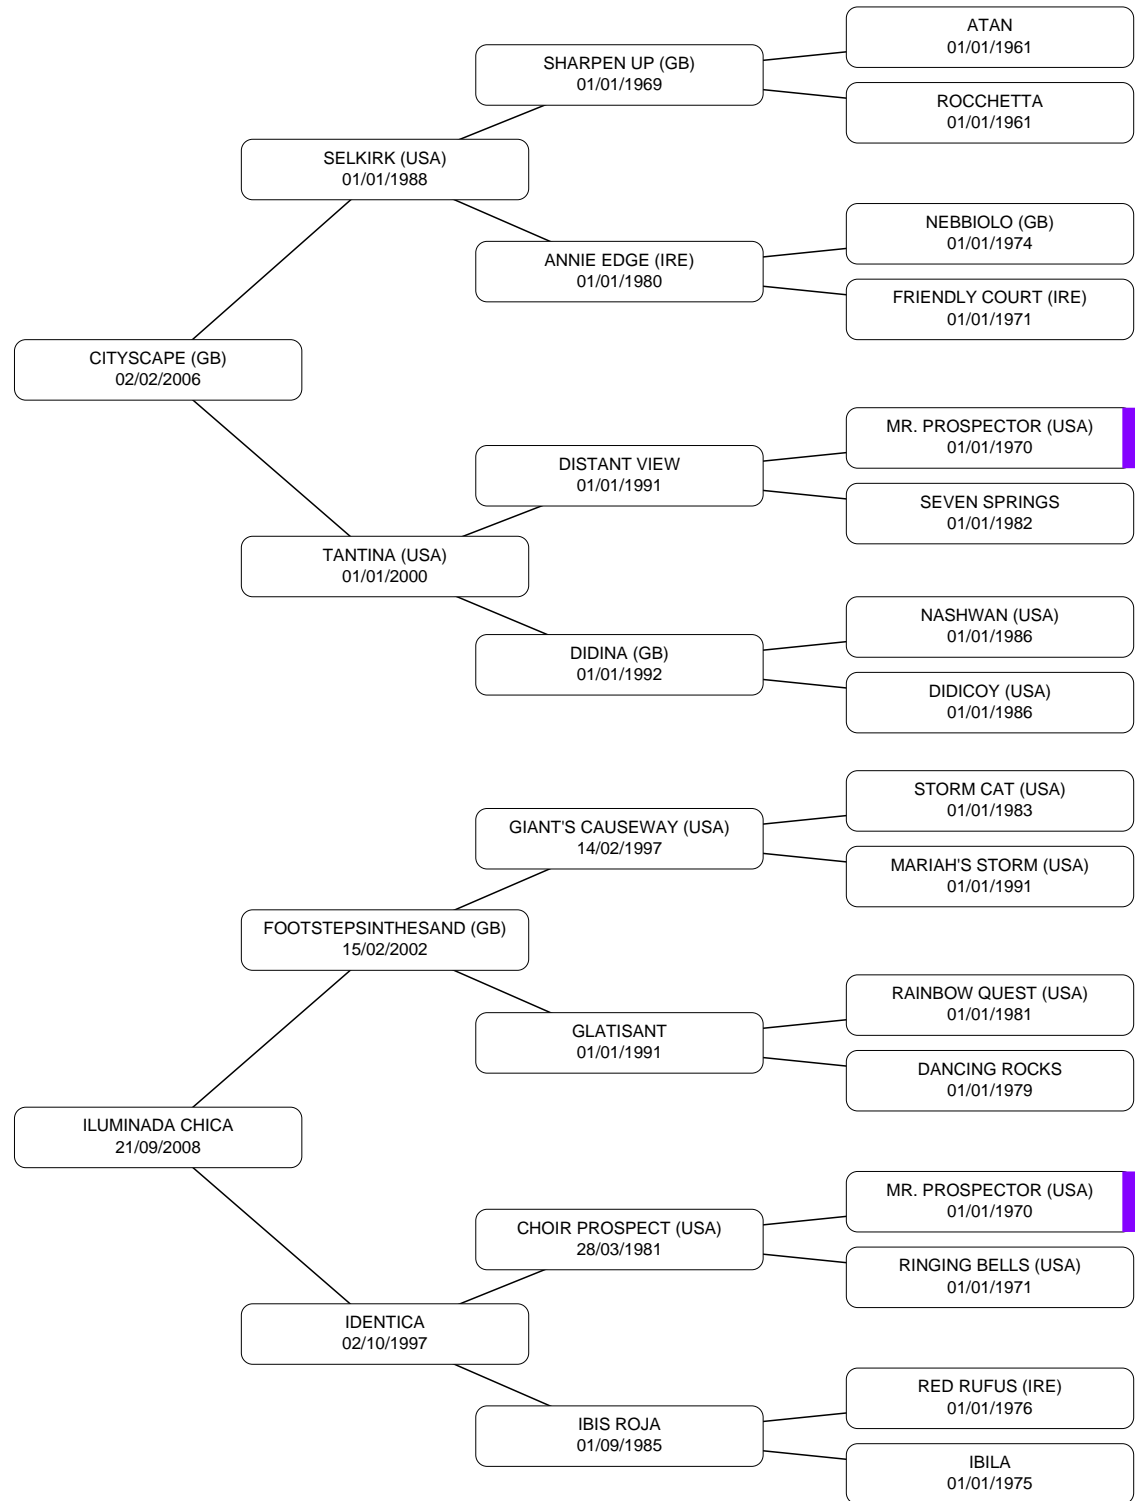 ATAN
01/01/1961
SHARPEN UP (GB)
01/01/1969
ROCCHETTA
01/01/1961
SELKIRK (USA)
01/01/1988
NEBBIOLO (GB)
01/01/1974
ANNIE EDGE (IRE)
01/01/1980
FRIENDLY COURT (IRE)
01/01/1971
CITYSCAPE (GB)
02/02/2006
MR. PROSPECTOR (USA)
01/01/1970
DISTANT VIEW
01/01/1991
SEVEN SPRINGS
01/01/1982
TANTINA (USA)
01/01/2000
NASHWAN (USA)
01/01/1986
DIDINA (GB)
01/01/1992
DIDICOY (USA)
01/01/1986
STORM CAT (USA)
01/01/1983
GIANT'S CAUSEWAY (USA)
14/02/1997
MARIAH'S STORM (USA)
01/01/1991
FOOTSTEPSINTHESAND (GB)
15/02/2002
RAINBOW QUEST (USA)
01/01/1981
GLATISANT
01/01/1991
DANCING ROCKS
01/01/1979
ILUMINADA CHICA
21/09/2008
MR. PROSPECTOR (USA)
01/01/1970
CHOIR PROSPECT (USA)
28/03/1981
RINGING BELLS (USA)
01/01/1971
IDENTICA
02/10/1997
RED RUFUS (IRE)
01/01/1976
IBIS ROJA
01/09/1985
IBILA
01/01/1975